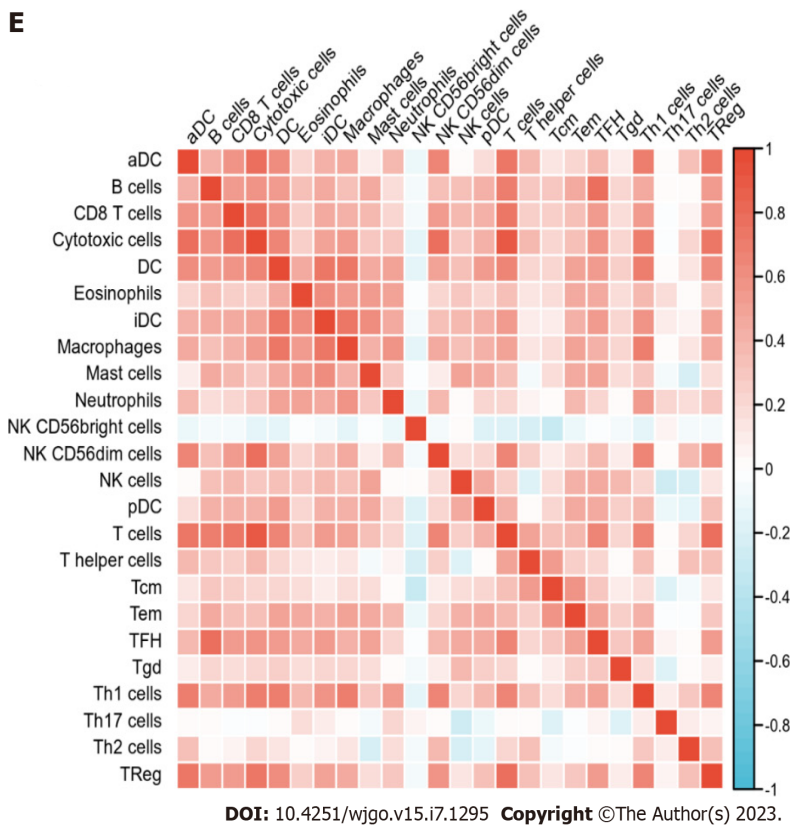 E
aDC
B cells
CD8 T cells
Cytotoxic cells
DC
Eosinophils
iDC
Macrophages
Mast cells
Neutrophils
NK CD56bright cells
NK CD56dim cells
NK cells
pDC
T cells
T helper cells
Tcm
Tem
TFH
Tgd
Th1 cells
Th17 cells
Th2 cells
TReg
aDC
B cells
CD8 T cells
Cytotoxic cells
DC
Eosinophils
iDC
Macrophages
Mast cells
Neutrophils
NK CD56bright cells
NK CD56dim cells
NK cells
pDC
T cells
T helper cells
Tcm
Tem
TFH
Tgd
Th1 cells
Th17 cells
Th2 cells
TReg
1
0.8
0.6
0.4
0.2
0
-0.2
-0.4
-0.6
-0.8
-1
DOI: 10.4251/wjgo.v15.i7.1295 Copyright ©The Author(s) 2023.